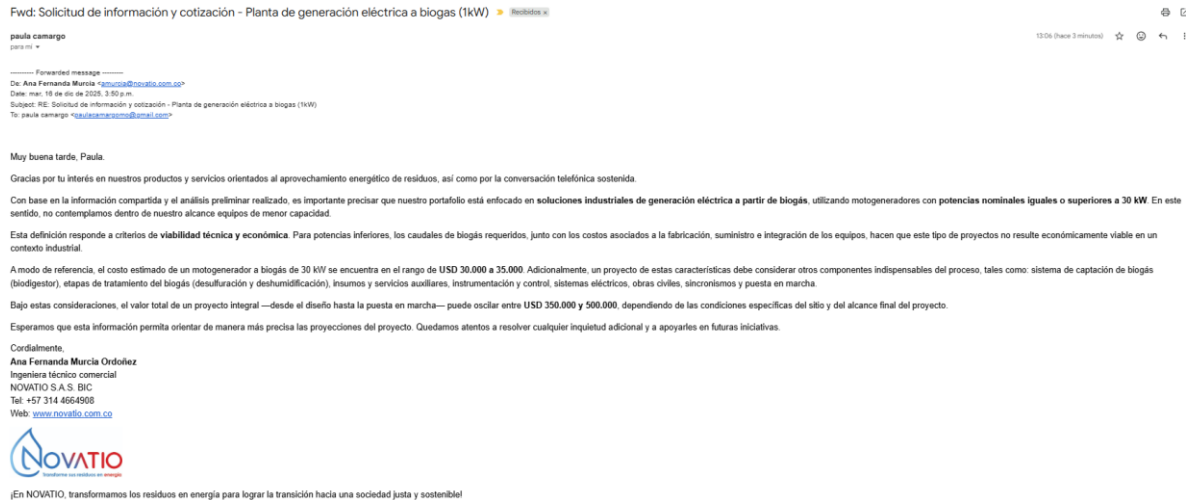 Fwd: Solicitud de información y cotización - Planta de generación eléctrica a biogas (1kW) Recibidos x
paula camargo
13:06 (hace 3 minutos)
para mí
---------- Forwarded message ---------
De: Ana Fernanda Murcia <amurcia@novatio.com.co>
Date: mar, 16 de dic de 2025, 3:50 p.m.
Subject: RE: Solicitud de información y cotización - Planta de generación eléctrica a biogas (1kW)
To: paula camargo <paulacamargomo@gmail.com>
Muy buena tarde, Paula.
Gracias por tu interés en nuestros productos y servicios orientados al aprovechamiento energético de residuos, así como por la conversación telefónica sostenida.
Con base en la información compartida y el análisis preliminar realizado, es importante precisar que nuestro portafolio está enfocado en soluciones industriales de generación eléctrica a partir de biogás, utilizando motogeneradores con potencias nominales iguales o superiores a 30 kW. En este
sentido, no contemplamos dentro de nuestro alcance equipos de menor capacidad.
Esta definición responde a criterios de viabilidad técnica y económica. Para potencias inferiores, los caudales de biogás requeridos, junto con los costos asociados a la fabricación, suministro e integración de los equipos, hacen que este tipo de proyectos no resulte económicamente viable en un
contexto industrial.
A modo de referencia, el costo estimado de un motogenerador a biogás de 30 kW se encuentra en el rango de USD 30.000 a 35.000. Adicionalmente, un proyecto de estas características debe considerar otros componentes indispensables del proceso, tales como: sistema de captación de biogás
(biodigestor), etapas de tratamiento del biogás (desulfuración y deshumidificación), insumos y servicios auxiliares, instrumentación y control, sistemas eléctricos, obras civiles, sincronismos y puesta en marcha.
Bajo estas consideraciones, el valor total de un proyecto integral —desde el diseño hasta la puesta en marcha— puede oscilar entre USD 350.000 y 500.000, dependiendo de las condiciones específicas del sitio y del alcance final del proyecto.
Esperamos que esta información permita orientar de manera más precisa las proyecciones del proyecto. Quedamos atentos a resolver cualquier inquietud adicional y a apoyarles en futuras iniciativas.
Cordialmente,
Ana Fernanda Murcia Ordoñez
Ingeniera técnico comercial
NOVATIO S.A.S. BIC
Tel: +57 314 4664908
Web: www.novatio.com.co
NOVATIO
Transforme sus residuos en energía
¡En NOVATIO, transformamos los residuos en energía para lograr la transición hacia una sociedad justa y sostenible!